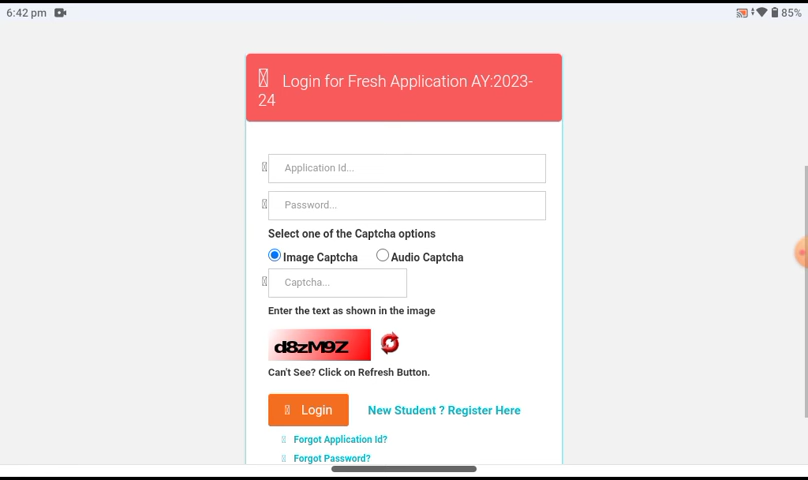 6:42 pm 85%
Login for Fresh Application AY:2023-
24
Application Id...
Password...
Select one of the Captcha options
Image Captcha Audio Captcha
Captcha...
Enter the text as shown in the image
d8zM9Z
Can't See? Click on Refresh Button.
Login New Student ? Register Here
Forgot Application Id?
Forgot Password?